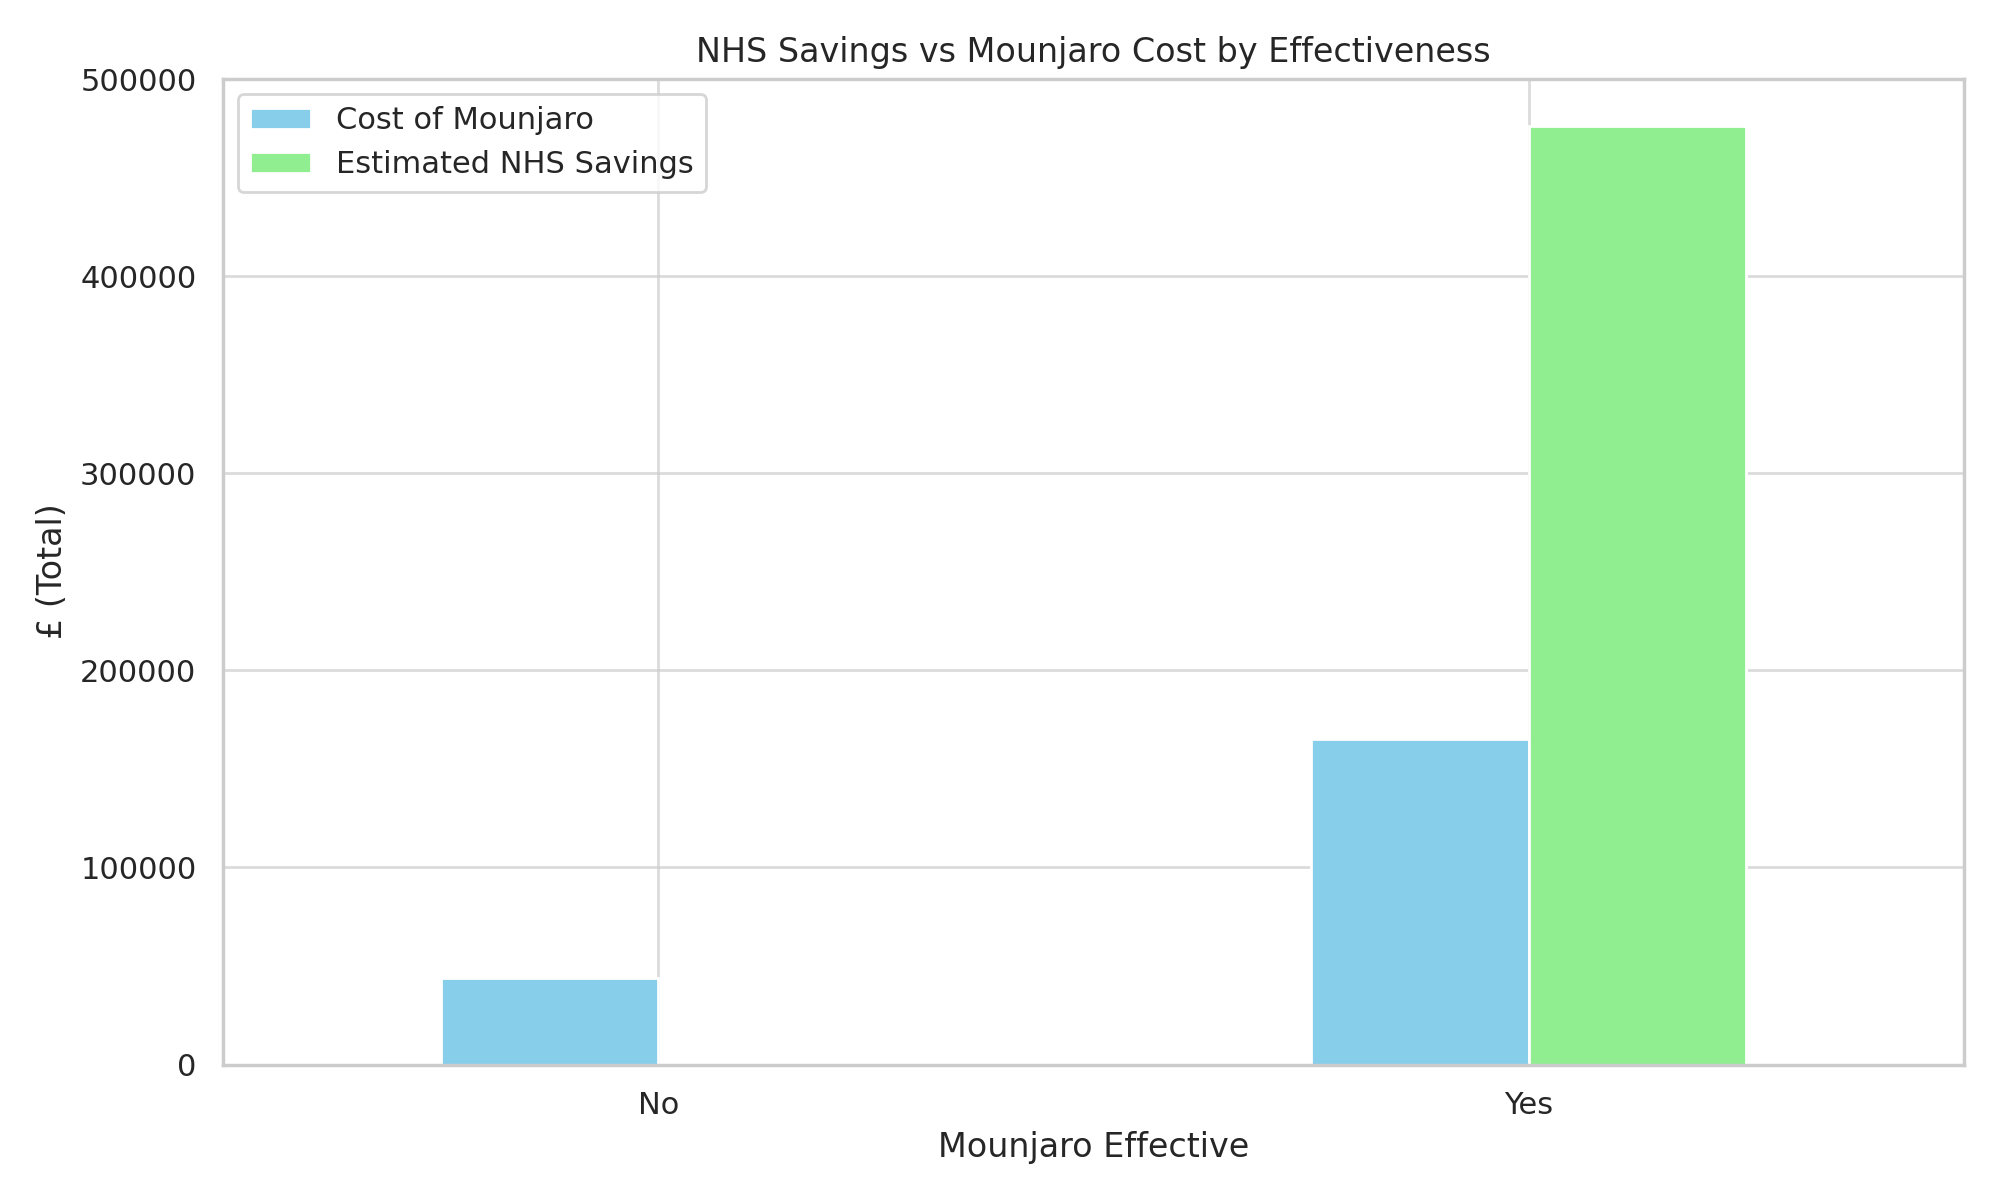 NHS Savings vs Mounjaro Cost by Effectiveness
500000
400000
300000
200000
100000
0
£ (Total)
Cost of Mounjaro
Estimated NHS Savings
No
Yes
Mounjaro Effective